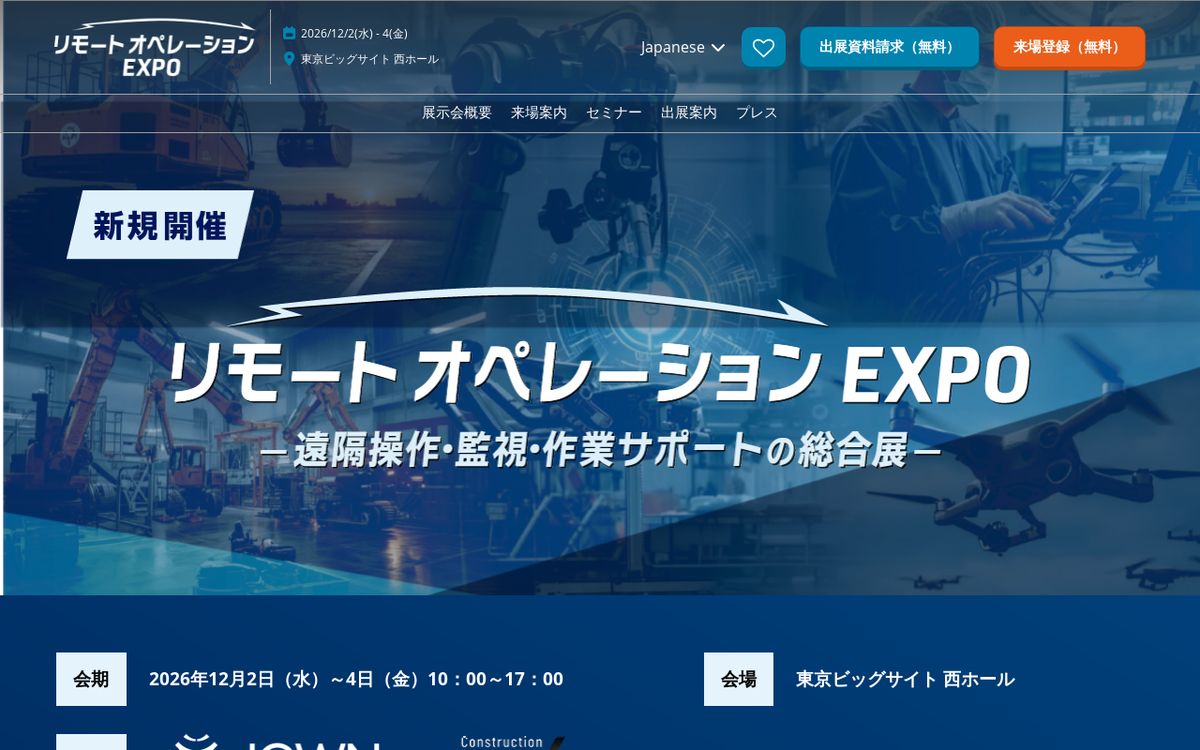 リモート オペレーション
EXPO
2026/12/2(水) - 4(金)
東京ビッグサイト 西ホール
Japanese
出展資料請求（無料）
来場登録（無料）
展示会概要 来場案内 セミナー 出展案内 プレス
新規開催
リモート オペレーション EXPO
－遠隔操作・監視・作業サポートの総合展－
会期
2026年12月2日（水）～4日（金）10：00～17：00
会場
東京ビッグサイト 西ホール
IOWN
Construction